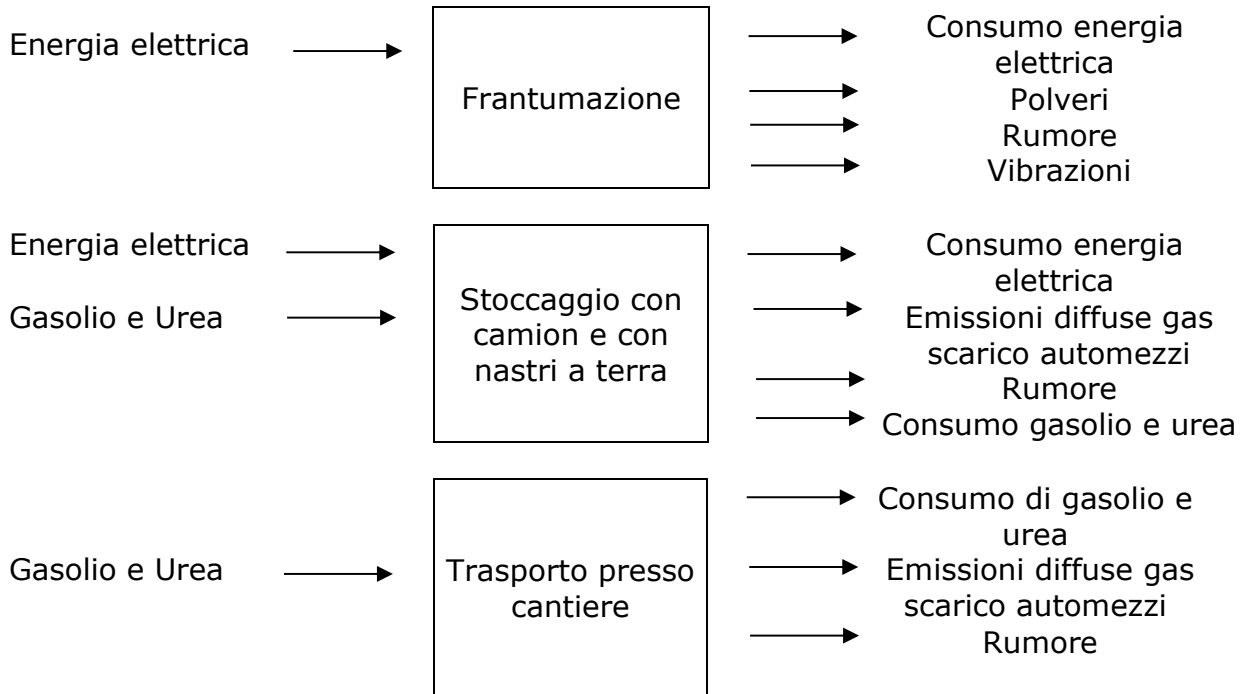 Energia elettrica
Frantumazione
Consumo energia
elettrica
Polveri
Rumore
Vibrazioni
Energia elettrica
Gasolio e Urea
Stoccaggio con
camion e con
nastri a terra
Consumo energia
elettrica
Emissioni diffuse gas
scarico automezzi
Rumore
Consumo gasolio e urea
Gasolio e Urea
Trasporto presso
cantiere
Consumo di gasolio e
urea
Emissioni diffuse gas
scarico automezzi
Rumore